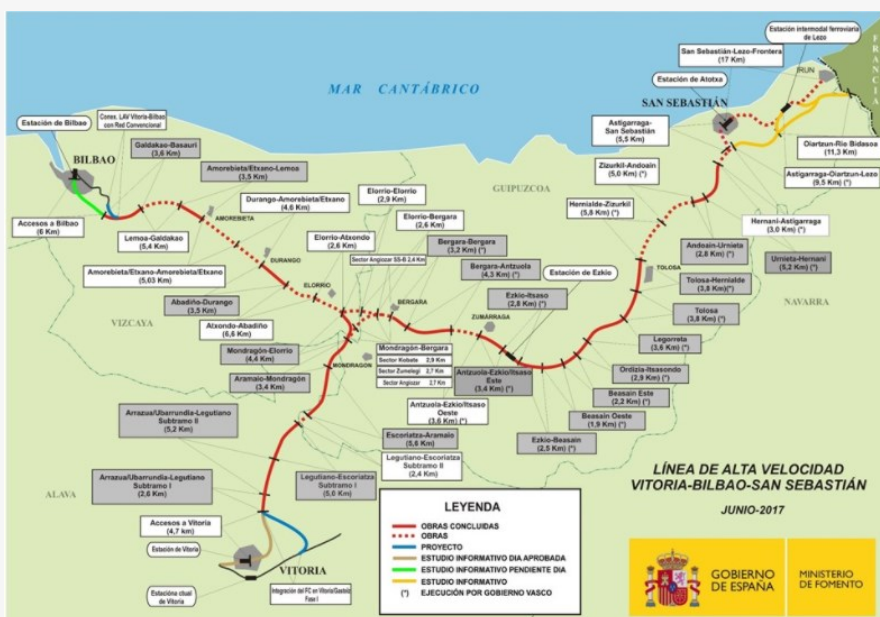 Estación intermodal ferroviaria
de Lezo
San Sebastián-Lezo-Frontera
(17 Km)
FRANCIA
IRUN
Estación de Atotxa
MAR CANTÁBRICO
SAN SEBASTIÁN
Estación de Bilbao
Conex. LAV Vitoria-Bilbao
con Red Convencional
Galdakao-Basauri
(3,6 Km)
BILBAO
Amorebieta/Etxano-Lemoa
(3,5 Km)
Astigarraga-
San Sebastián
(5,5 Km)
Oiartzun-Rio Bidasoa
(11,3 Km)
Zizurkil-Andoain
(5,0 Km) (*)
Astigarraga-Oiartzun-Lezo
(9,5 Km) (*)
Durango-Amorebieta/Etxano
(4,6 Km)
Elorrio-Elorrio
(2,9 Km)
GUIPUZCOA
Hernialde-Zizurkil
(5,8 Km) (*)
Hernani-Astigarraga
(3,0 Km) (*)
Accesos a Bilbao
(6 Km)
AMOREBIETA
Elorrio-Bergara
(2,6 Km)
Lemoa-Galdakao
(5,4 Km)
Elorrio-Atxondo
(2,6 Km)
Bergara-Bergara
(3,2 Km) (*)
Andoain-Urnieta
(2,8 Km) (*)
Sector Angiozar SS-B 2,4 Km
Urnieta-Hernani
(5,2 Km) (*)
DURANGO
Bergara-Antzuola
(4,3 Km) (*)
Estación de Ezkio
TOLOSA
Tolosa-Hernialde
(3,8 Km)(*)
Amorebieta/Etxano-Amorebieta/Etxano
(5,03 Km)
ELORRIO
Ezkio-Itsaso
(2,8 Km) (*)
NAVARRA
Abadiño-Durango
(3,5 Km)
BERGARA
Tolosa
(3,8 Km) (*)
VIZCAYA
Atxondo-Abadiño
(6,6 Km)
ZUMÁRRAGA
Legorreta
(3,6 Km) (*)
Mondragón-Elorrio
(4,4 Km)
Mondragón-Bergara
Sector Kobate 2,9 Km
Sector Zumelegi 2,7 Km
Sector Angiozar 2,7 Km
MONDRAGON
Antzuola-Ezkio/Itsaso
Este
(3,4 Km) (*)
Ordizia-Itsasondo
(2,9 Km) (*)
Aramaio-Mondragón
(3,4 Km)
Beasain Este
(2,2 Km) (*)
Antzuola-Ezkio/Itsaso
Oeste
(3,6 Km) (*)
Beasain Oeste
(1,9 Km) (*)
Arrazua/Ubarrundia-Legutiano
Subtramo II
(5,2 Km)
Escoriatza-Aramaio
(5,6 Km)
Ezkio-Beasain
(2,5 Km) (*)
Legutiano-Escoriatza
Subtramo II
(2,4 Km)
Arrazua/Ubarrundia-Legutiano
Subtramo I
(2,6 Km)
Legutiano-Escoriatza
Subtramo I
(5,0 Km)
LÍNEA DE ALTA VELOCIDAD
VITORIA-BILBAO-SAN SEBASTIÁN
JUNIO-2017
ALAVA
Accesos a Vitoria
(4,7 km)
Estación de Vitoria
VITORIA
Estacióna ctual de
Vitoria
Integración del FC en Vitoria/Gasteiz
Fase I
LEYENDA
OBRAS CONCLUIDAS
OBRAS
PROYECTO
ESTUDIO INFORMATIVO DIA APROBADA
ESTUDIO INFORMATIVO PENDIENTE DIA
ESTUDIO INFORMATIVO
(*) EJECUCIÓN POR GOBIERNO VASCO
GOBIERNO
DE ESPAÑA
MINISTERIO
DE FOMENTO